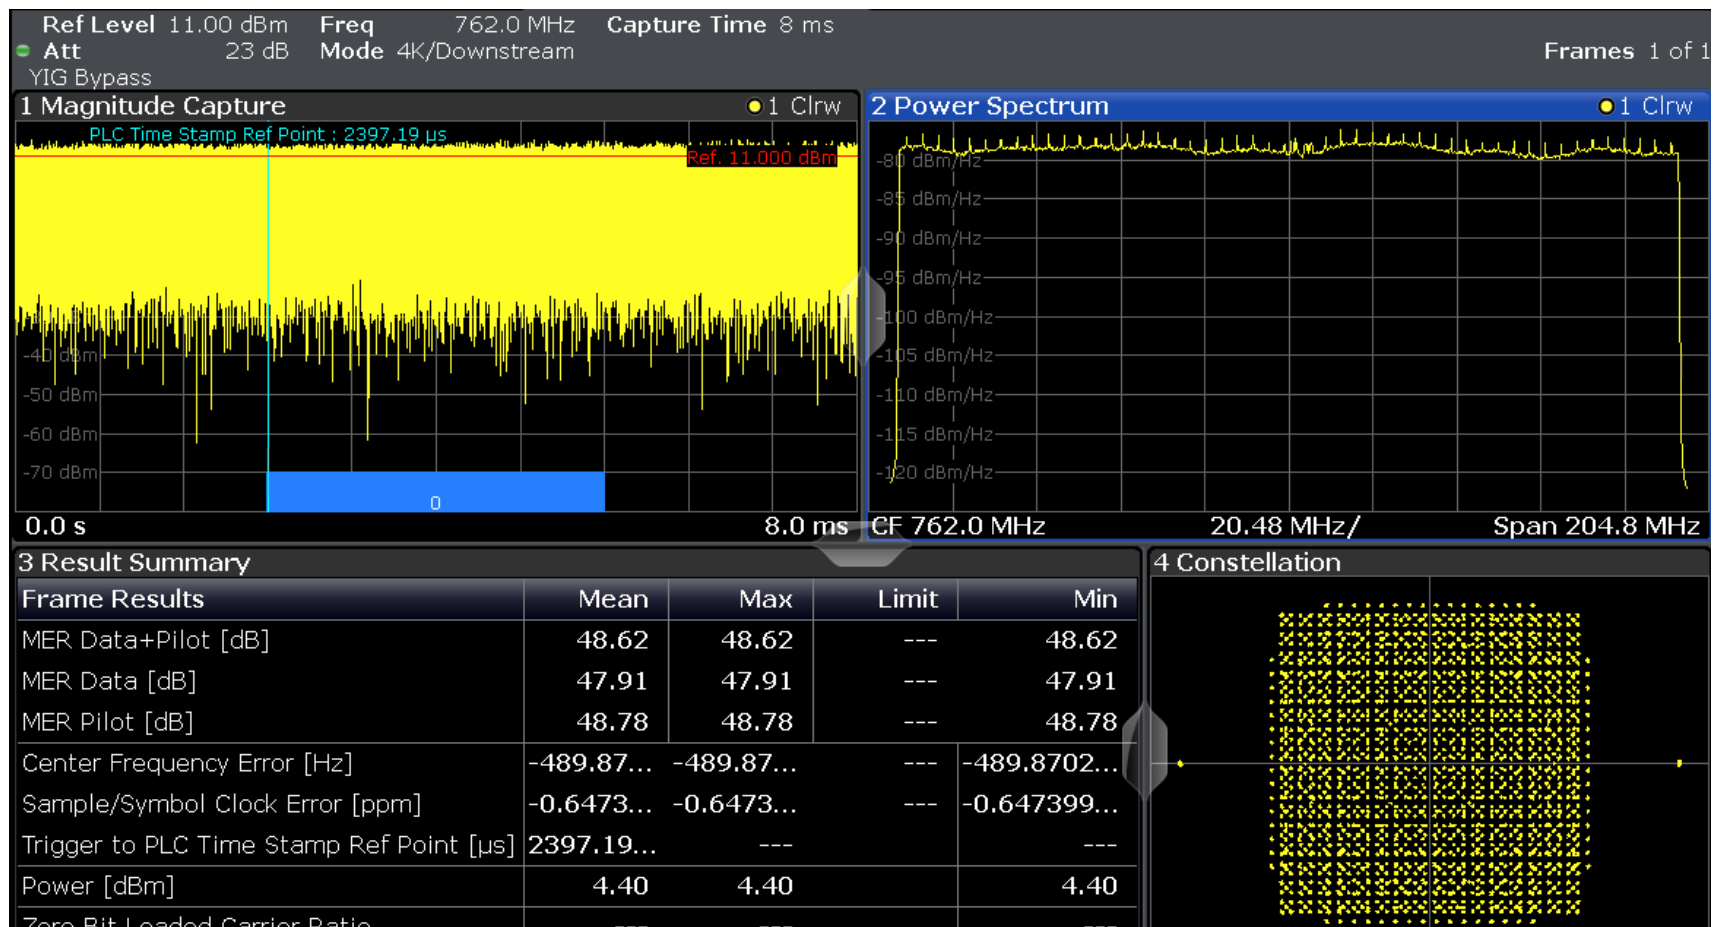 Ref Level 11.00 dBm Freq 762.0 MHz Capture Time 8 ms
Att 23 dB Mode 4K/Downstream Frames 1 of 1
YIG Bypass
1 Magnitude Capture 1 Clrw
PLC Time Stamp Ref Point : 2397.19 µs
Ref. 11.000 dBm
-40 dBm
-50 dBm
-60 dBm
-70 dBm
0
0.0 s 8.0 ms
2 Power Spectrum 1 Clrw
-80 dBm/Hz
-85 dBm/Hz
-90 dBm/Hz
-95 dBm/Hz
-100 dBm/Hz
-105 dBm/Hz
-110 dBm/Hz
-115 dBm/Hz
-120 dBm/Hz
CF 762.0 MHz 20.48 MHz/ Span 204.8 MHz
3 Result Summary
Frame Results Mean Max Limit Min
MER Data+Pilot [dB] 48.62 48.62 --- 48.62
MER Data [dB] 47.91 47.91 --- 47.91
MER Pilot [dB] 48.78 48.78 --- 48.78
Center Frequency Error [Hz] -489.87... -489.87... --- -489.8702...
Sample/Symbol Clock Error [ppm] -0.6473... -0.6473... --- -0.647399...
Trigger to PLC Time Stamp Ref Point [µs] 2397.19... --- ---
Power [dBm] 4.40 4.40 4.40
Zero Bit Loaded Carrier Ratio --- --- ---
4 Constellation